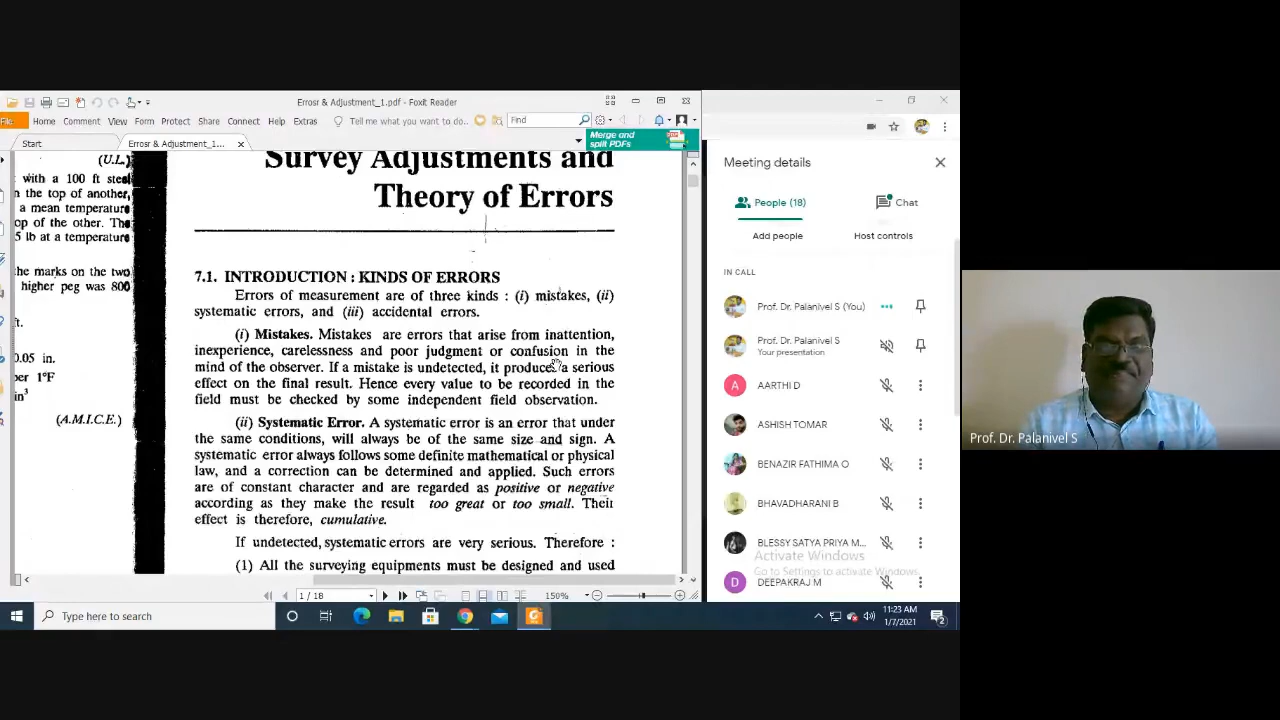 Errosr & Adjustment_1.pdf - Foxit Reader
File Home Comment View Form Protect Share Connect Help Extras Tell me what you want to do.. Find
Start Errosr & Adjustment_1... Merge and
split PDFs
(U.L.)
with a 100 ft steel
n the top of another,
a mean temperature
op of the other. The
5 lb at a temperature
he marks on the two
higher peg was 800
ft.
0.05 in.
per 1°F
in³
(A.M.I.C.E.)
Survey Adjustments and
Theory of Errors
7.1. INTRODUCTION : KINDS OF ERRORS
Errors of measurement are of three kinds : (i) mistakes, (ii)
systematic errors, and (iii) accidental errors.
(i) Mistakes. Mistakes are errors that arise from inattention,
inexperience, carelessness and poor judgment or confusion in the
mind of the observer. If a mistake is undetected, it produces a serious
effect on the final result. Hence every value to be recorded in the
field must be checked by some independent field observation.
(ii) Systematic Error. A systematic error is an error that under
the same conditions, will always be of the same size and sign. A
systematic error always follows some definite mathematical or physical
law, and a correction can be determined and applied. Such errors
are of constant character and are regarded as positive or negative
according as they make the result too great or too small. Their
effect is therefore, cumulative.
If undetected, systematic errors are very serious. Therefore :
(1) All the surveying equipments must be designed and used
1 / 18 150%
Meeting details
People (18) Chat
Add people Host controls
IN CALL
Prof. Dr. Palanivel S (You)
Prof. Dr. Palanivel S
Your presentation
AARTHI D
ASHISH TOMAR
BENAZIR FATHIMA O
BHAVADHARANI B
BLESSY SATYA PRIYA M...
Activate Windows
Go to Settings to activate Windows.
D DEEPAKRAJ M
Prof. Dr. Palanivel S
Type here to search
11:23 AM
1/7/2021
2